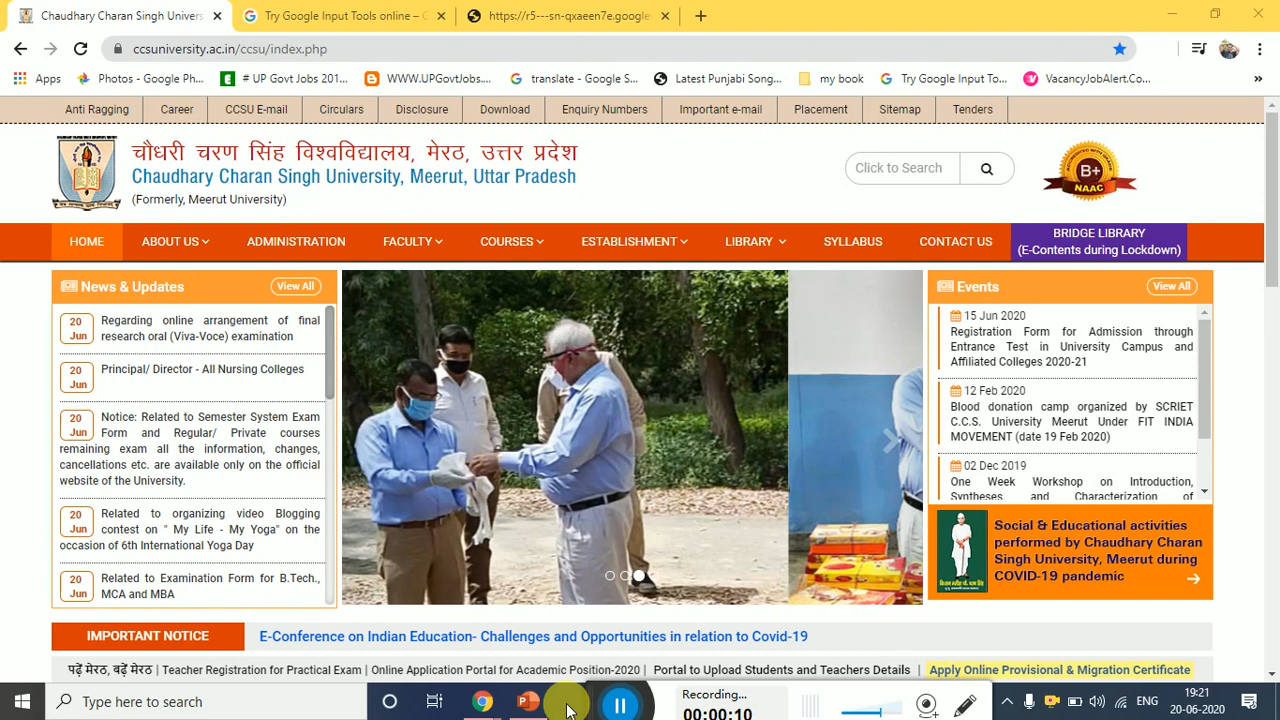 Chaudhary Charan Singh Univers
Try Google Input Tools online –
https://r5---sn-qxaeen7e.google
ccsuniversity.ac.in/ccsu/index.php
Apps
Photos - Google Ph...
# UP Govt Jobs 201...
WWW.UPGovtJobs....
translate - Google S...
Latest Punjabi Song...
my book
Try Google Input To...
VacancyJobAlert.Co...
Anti Ragging
Career
CCSU E-mail
Circulars
Disclosure
Download
Enquiry Numbers
Important e-mail
Placement
Sitemap
Tenders
चौधरी चरण सिंह विश्वविद्यालय, मेरठ, उत्तर प्रदेश
Chaudhary Charan Singh University, Meerut, Uttar Pradesh
(Formerly, Meerut University)
Click to Search
B+
NAAC
HOME
ABOUT US
ADMINISTRATION
FACULTY
COURSES
ESTABLISHMENT
LIBRARY
SYLLABUS
CONTACT US
BRIDGE LIBRARY
(E-Contents during Lockdown)
News & Updates
View All
20 Jun
Regarding online arrangement of final
research oral (Viva-Voce) examination
20 Jun
Principal/ Director - All Nursing Colleges
20 Jun
Notice: Related to Semester System Exam
Form and Regular/ Private courses
remaining exam all the information, changes,
cancellations etc. are available only on the official
website of the University.
20 Jun
Related to organizing video Blogging
contest on " My Life - My Yoga" on the
occasion of 6th International Yoga Day
20 Jun
Related to Examination Form for B.Tech.,
MCA and MBA
Events
View All
15 Jun 2020
Registration Form for Admission through
Entrance Test in University Campus and
Affiliated Colleges 2020-21
12 Feb 2020
Blood donation camp organized by SCRIET
C.C.S. University Meerut Under FIT INDIA
MOVEMENT (date 19 Feb 2020)
02 Dec 2019
One Week Workshop on Introduction,
Syntheses and Characterization of
Social & Educational activities
performed by Chaudhary Charan
Singh University, Meerut during
COVID-19 pandemic
IMPORTANT NOTICE
E-Conference on Indian Education- Challenges and Opportunities in relation to Covid-19
पढ़ें मेरठ, बढ़ें मेरठ | Teacher Registration for Practical Exam | Online Application Portal for Academic Position-2020 | Portal to Upload Students and Teachers Details | Apply Online Provisional & Migration Certificate
Type here to search
Recording...
00:00:10
ENG
19:21
20-06-2020